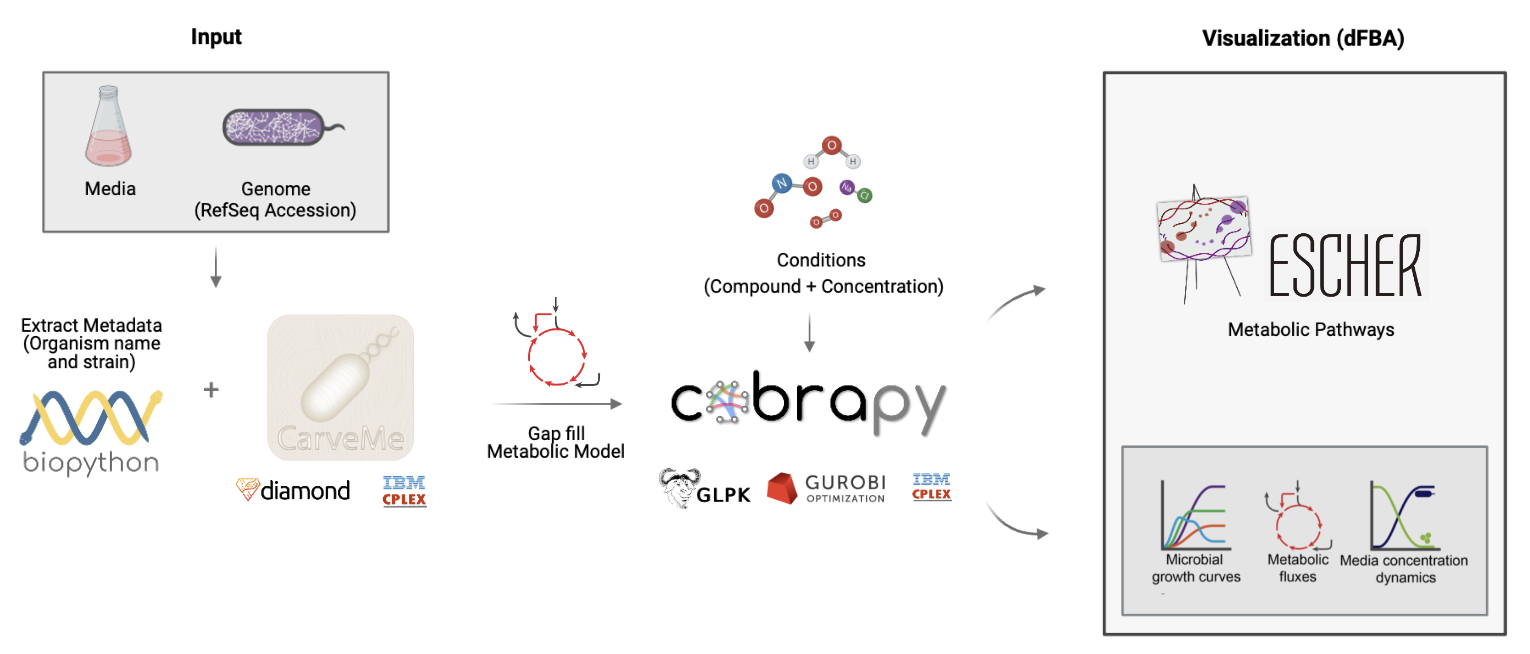 Input
Media
Genome
(RefSeq Accession)
Extract Metadata
(Organism name
and strain)
+
biopython
CarveMe
diamond
IBM
CPLEX
Gap fill
Metabolic Model
H
O
H
N
O
O
Na
Cl
O
O
Conditions
(Compound + Concentration)
cobrapy
GLPK
GUROBI
OPTIMIZATION
IBM
CPLEX
Visualization (dFBA)
ESCHER
Metabolic Pathways
Microbial
growth curves
Metabolic
fluxes
Media concentration
dynamics